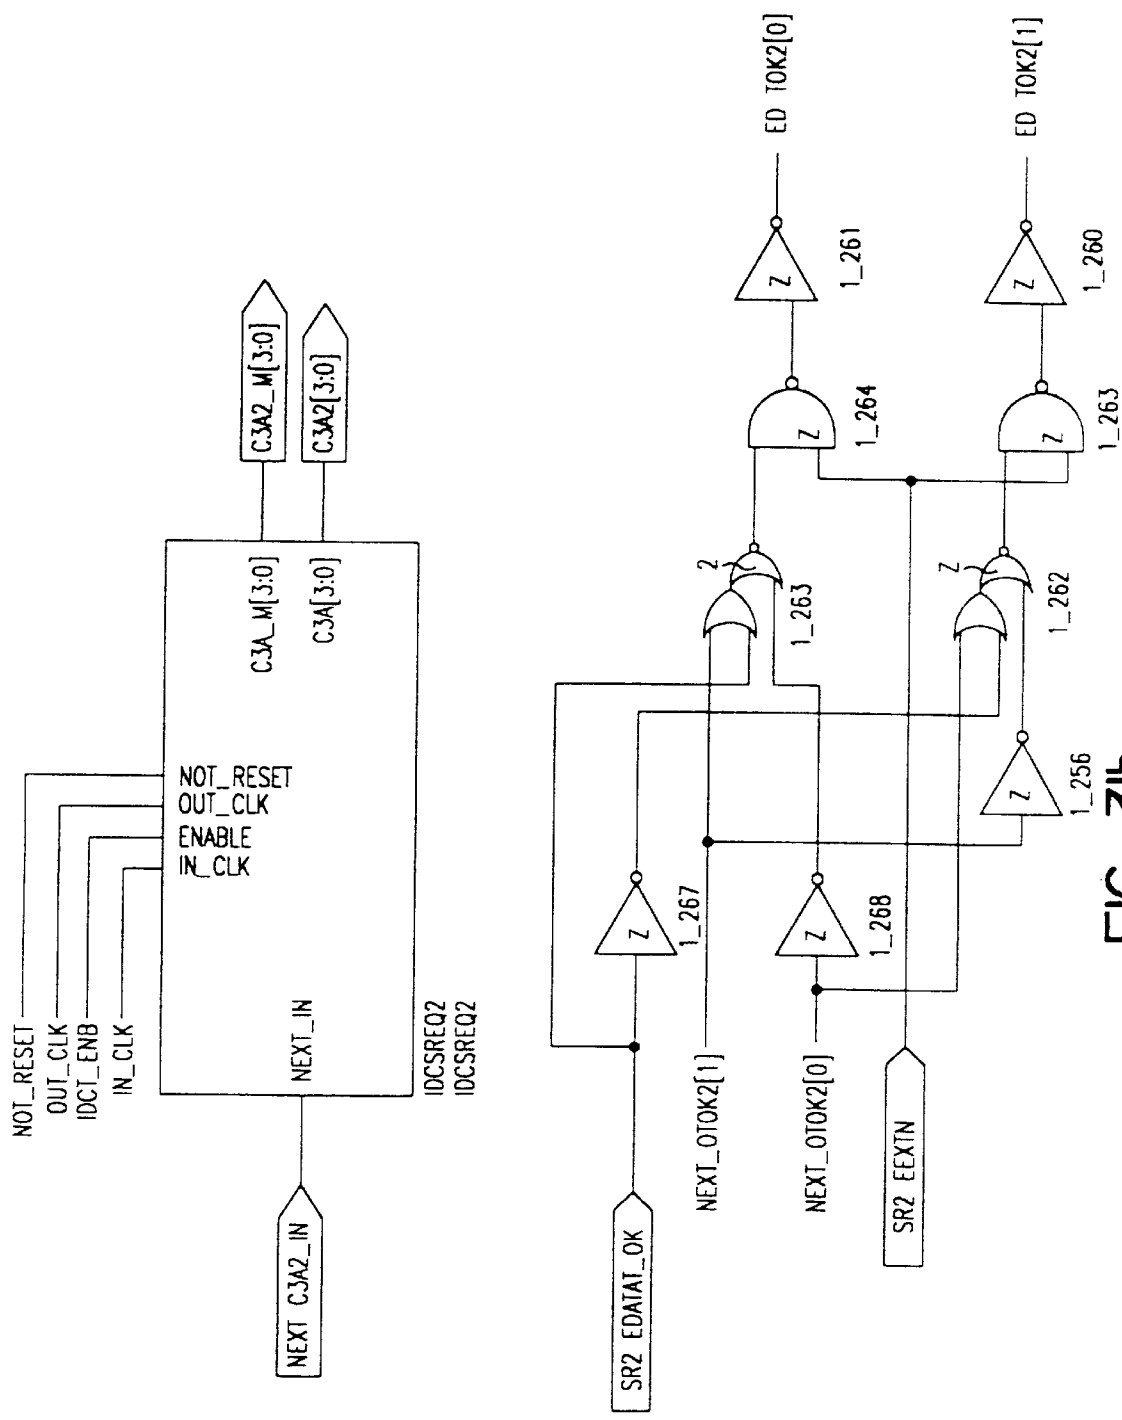 NOT_RESET
OUT_CLK
IDCT_ENB
IN_CLK
NOT_RESET
OUT_CLK
ENABLE
IN_CLK
NEXT C3A2_IN
NEXT_IN
C3A_M[3:0]
C3A[3:0]
C3A2_M[3:0]
C3A2[3:0]
IDCSREQ2
IDCSREQ2
SR2 EDATAT_OK
NEXT_OTOK2[1]
NEXT_OTOK2[0]
SR2 EEXTN
Z
1_267
Z
1_268
Z
1_256
2
1_263
Z
1_262
Z
1_264
Z
1_263
Z
1_261
Z
1_260
ED TOK2[0]
ED TOK2[1]